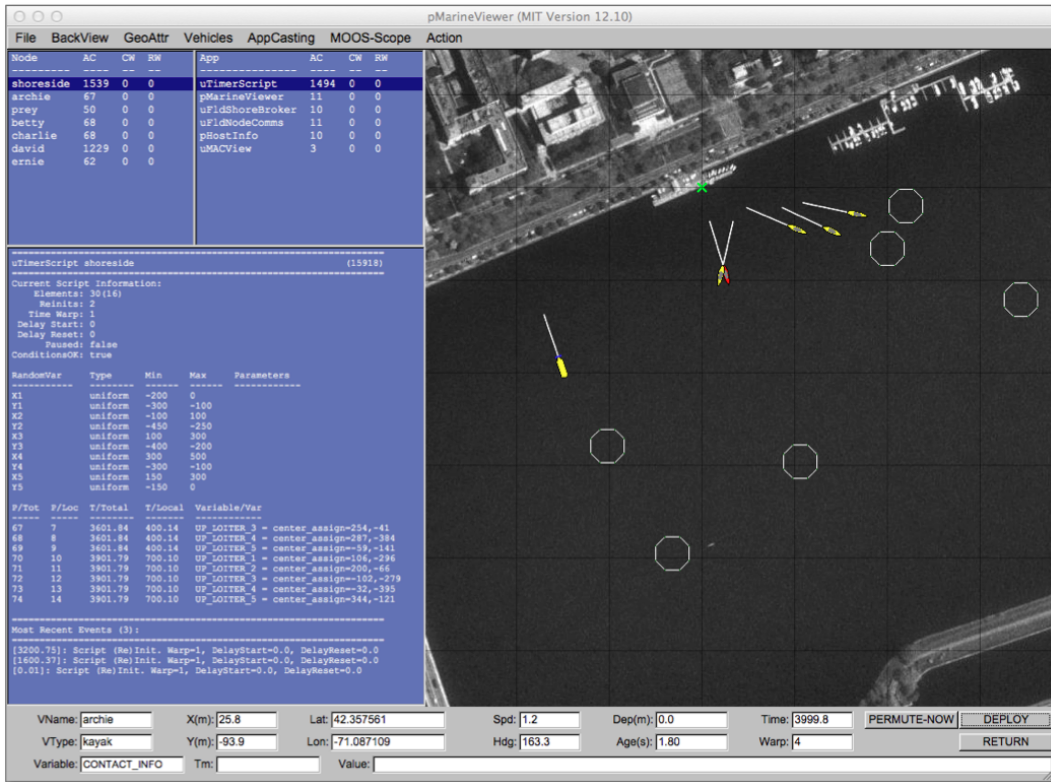 pMarineViewer (MIT Version 12.10)
File BackView GeoAttr Vehicles AppCasting MOOS-Scope Action
Node AC CW RW
--------- ---- -- --
shoreside 1539 0 0
archie 67 0 0
prey 50 0 0
betty 68 0 0
charlie 68 0 0
david 1229 0 0
ernie 62 0 0
App AC CW RW
-------------- ---- -- --
uTimerScript 1494 0 0
pMarineViewer 11 0 0
uFldShoreBroker 10 0 0
uFldNodeComms 11 0 0
pHostInfo 10 0 0
uMACView 3 0 0
uTimerScript shoreside (15918)
Current Script Information:
Elements: 30(16)
Reinits: 2
Time Warp: 1
Delay Start: 0
Delay Reset: 0
Paused: false
ConditionsOK: true
RandomVar Type Min Max Parameters
X1 uniform -200 0
Y1 uniform -300 -100
X2 uniform -100 100
Y2 uniform -450 -250
X3 uniform 100 300
Y3 uniform -400 -200
X4 uniform 300 500
Y4 uniform -300 -100
X5 uniform 150 300
Y5 uniform -150 0
P/Tot P/Loc T/Total T/Local Variable/Var
67 7 3601.84 400.14 UP_LOITER_3 = center_assign=254,-41
68 8 3601.84 400.14 UP_LOITER_4 = center_assign=287,-384
69 9 3601.84 400.14 UP_LOITER_5 = center_assign=-59,-141
70 10 3901.79 700.10 UP_LOITER_1 = center_assign=106,-296
71 11 3901.79 700.10 UP_LOITER_2 = center_assign=200,-66
72 12 3901.79 700.10 UP_LOITER_3 = center_assign=-102,-279
73 13 3901.79 700.10 UP_LOITER_4 = center_assign=-32,-395
74 14 3901.79 700.10 UP_LOITER_5 = center_assign=344,-121
Most Recent Events (3):
[3200.75]: Script (Re)Init. Warp=1, DelayStart=0.0, DelayReset=0.0
[1600.37]: Script (Re)Init. Warp=1, DelayStart=0.0, DelayReset=0.0
[0.01]: Script (Re)Init. Warp=1, DelayStart=0.0, DelayReset=0.0
VName: archie X(m): 25.8 Lat: 42.357561 Spd: 1.2 Dep(m): 0.0 Time: 3999.8 PERMUTE-NOW DEPLOY
VType: kayak Y(m): -93.9 Lon: -71.087109 Hdg: 163.3 Age(s): 1.80 Warp: 4 RETURN
Variable: CONTACT_INFO Tm: Value: